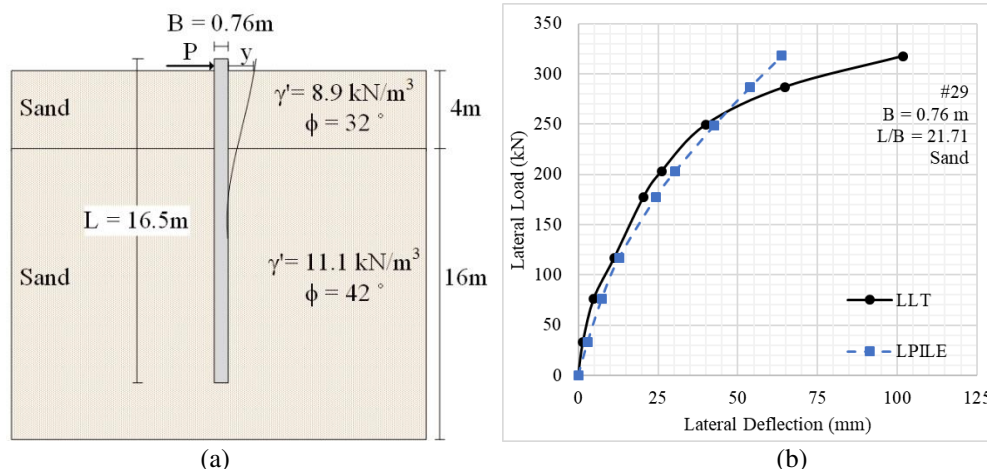 B = 0.76m
P
y
Sand
γ'= 8.9 kN/m³
ϕ = 32 °
4m
L = 16.5m
Sand
γ'= 11.1 kN/m³
ϕ = 42 °
16m
(a)
350
300
250
200
150
100
50
0
Lateral Load (kN)
#29
B = 0.76 m
L/B = 21.71
Sand
LLT
LPILE
0
25
50
75
100
125
Lateral Deflection (mm)
(b)